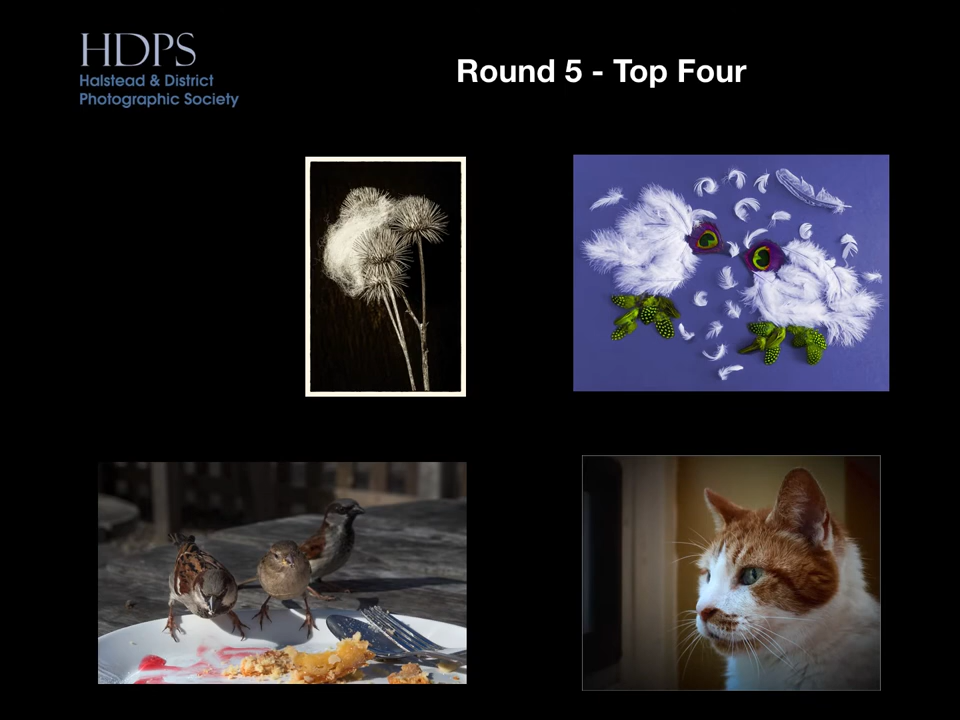 HDPS
Halstead & District
Photographic Society
Round 5 - Top Four